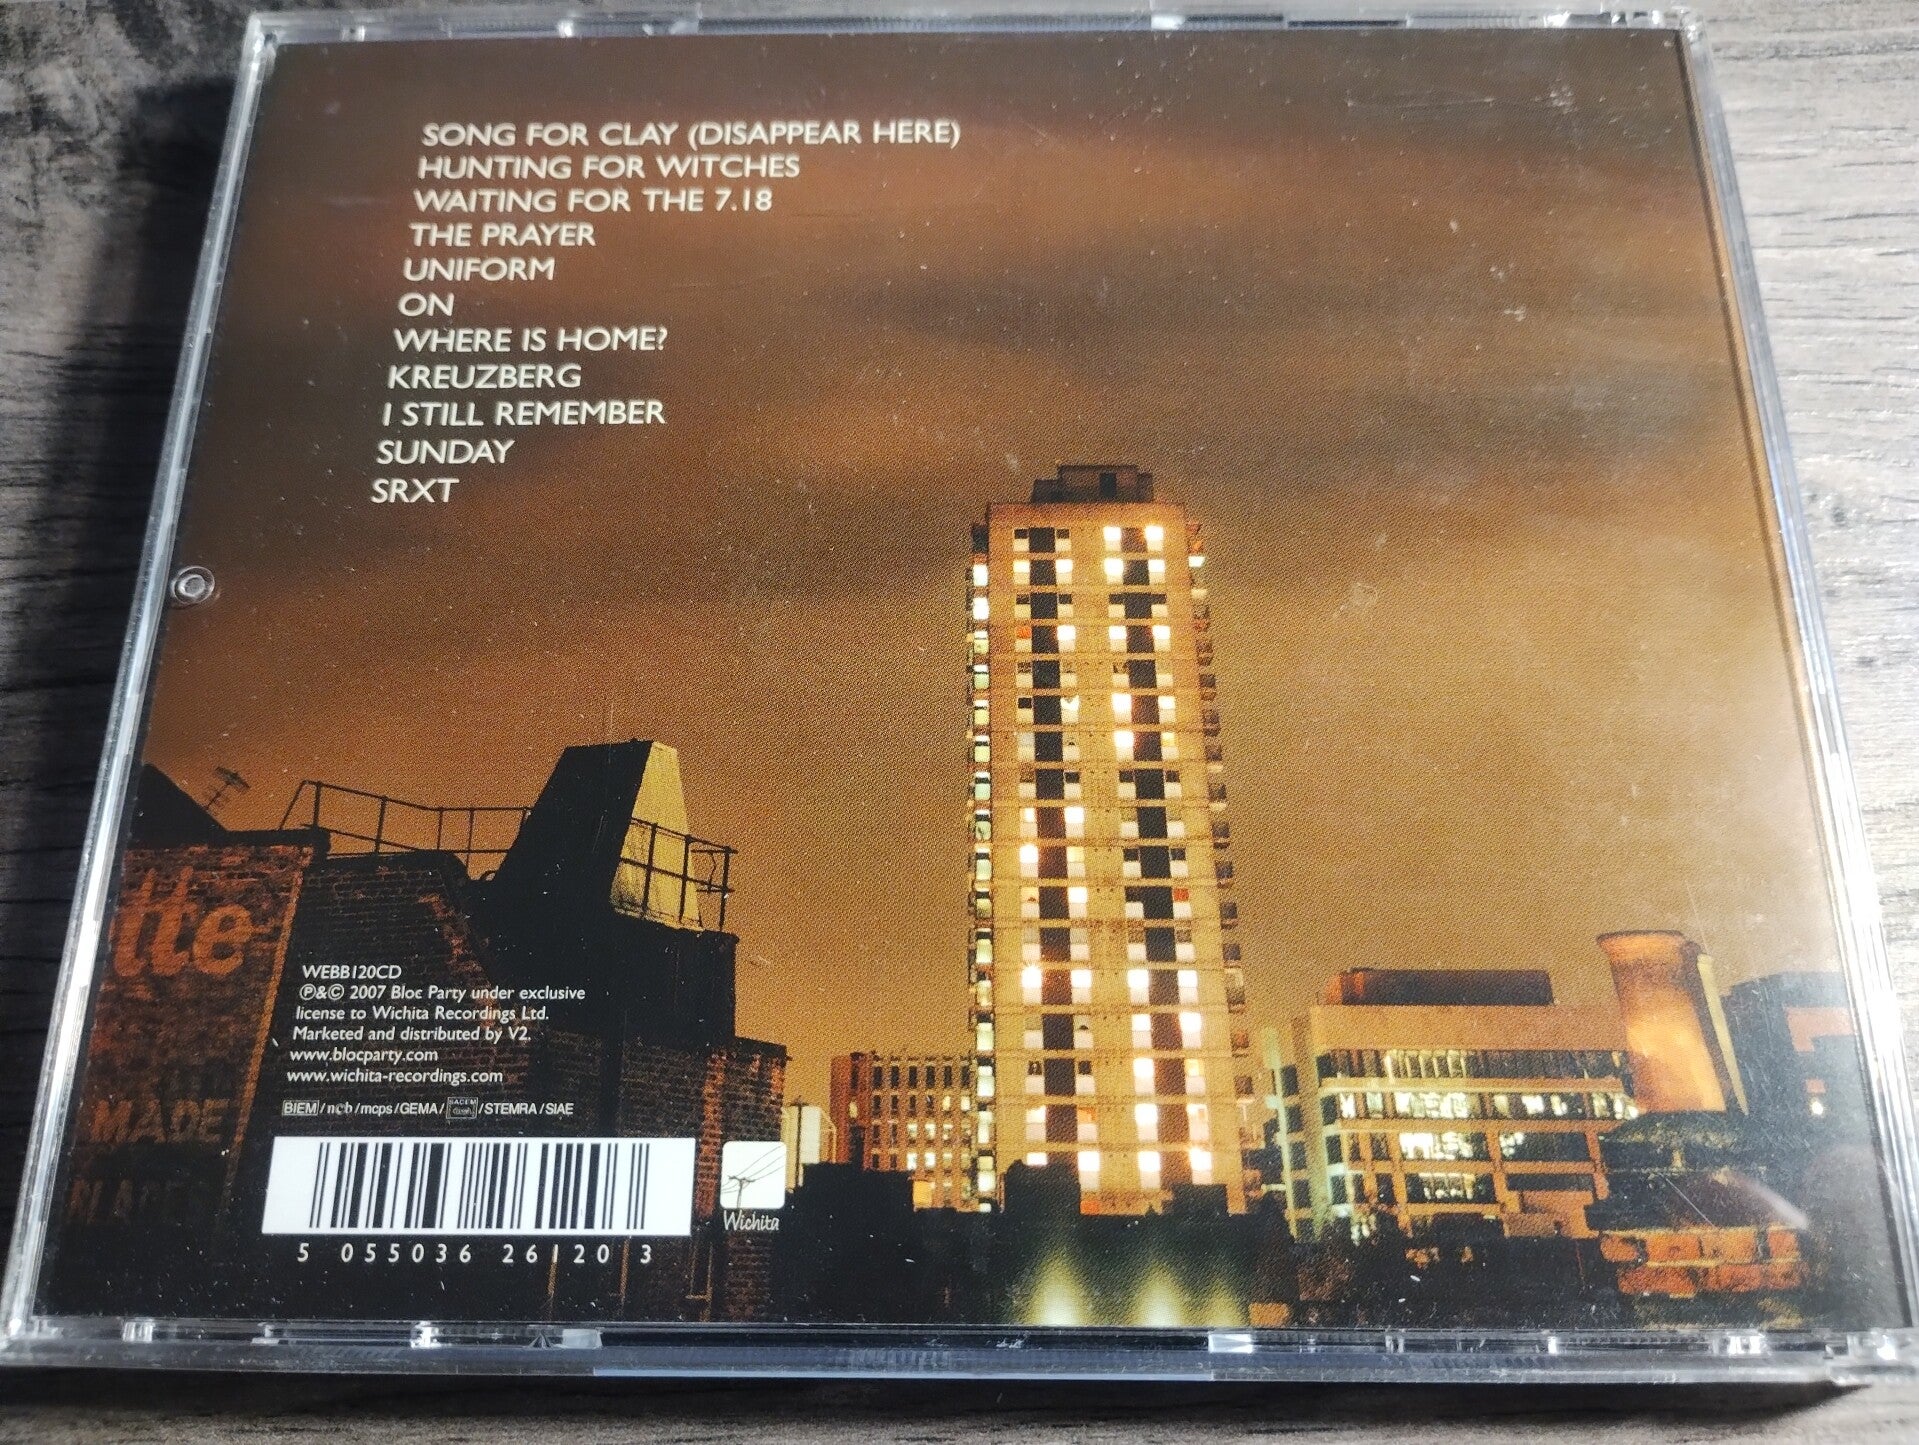 SONG FOR CLAY (DISAPPEAR HERE)
HUNTING FOR WITCHES
WAITING FOR THE 7.18
THE PRAYER
UNIFORM
ON
WHERE IS HOME?
KREUZBERG
I STILL REMEMBER
SUNDAY
SRXT
tte
MADE
WEBB120CD
℗&© 2007 Bloc Party under exclusive
license to Wichita Recordings Ltd.
Marketed and distributed by V2.
www.blocparty.com
www.wichita-recordings.com
BIEM / ncb / mcps / GEMA / SACEM / STEMRA / SIAE
5 055036 261203
Wichita